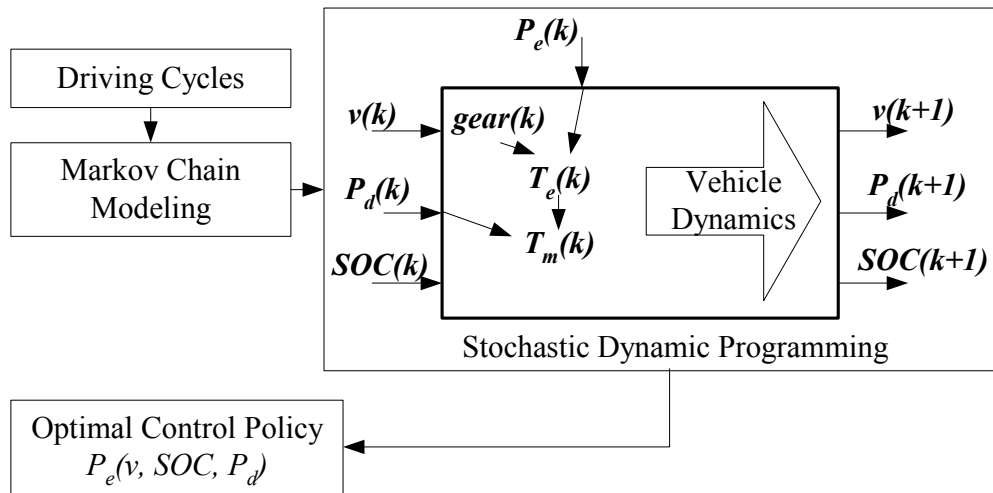 Driving Cycles
Markov Chain
Modeling
P_e(k)
v(k)
gear(k)
v(k+1)
T_e(k)
P_d(k)
Vehicle
Dynamics
P_d(k+1)
T_m(k)
SOC(k)
SOC(k+1)
Stochastic Dynamic Programming
Optimal Control Policy
P_e(v, SOC, P_d)